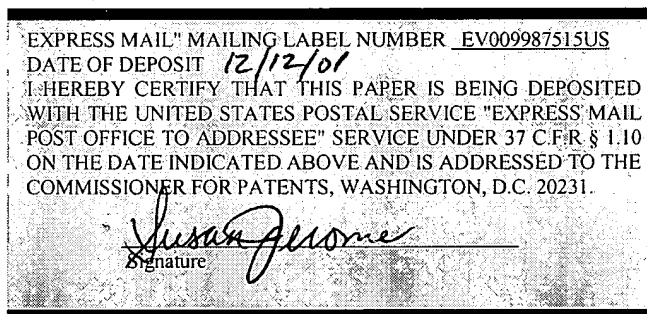 EXPRESS MAIL" MAILING LABEL NUMBER EV009987515US
DATE OF DEPOSIT 12/12/01
I HEREBY CERTIFY THAT THIS PAPER IS BEING DEPOSITED
WITH THE UNITED STATES POSTAL SERVICE "EXPRESS MAIL
POST OFFICE TO ADDRESSEE" SERVICE UNDER 37 C.F.R. § 1.10
ON THE DATE INDICATED ABOVE AND IS ADDRESSED TO THE
COMMISSIONER FOR PATENTS, WASHINGTON, D.C. 20231.
Susan Jerome
Signature